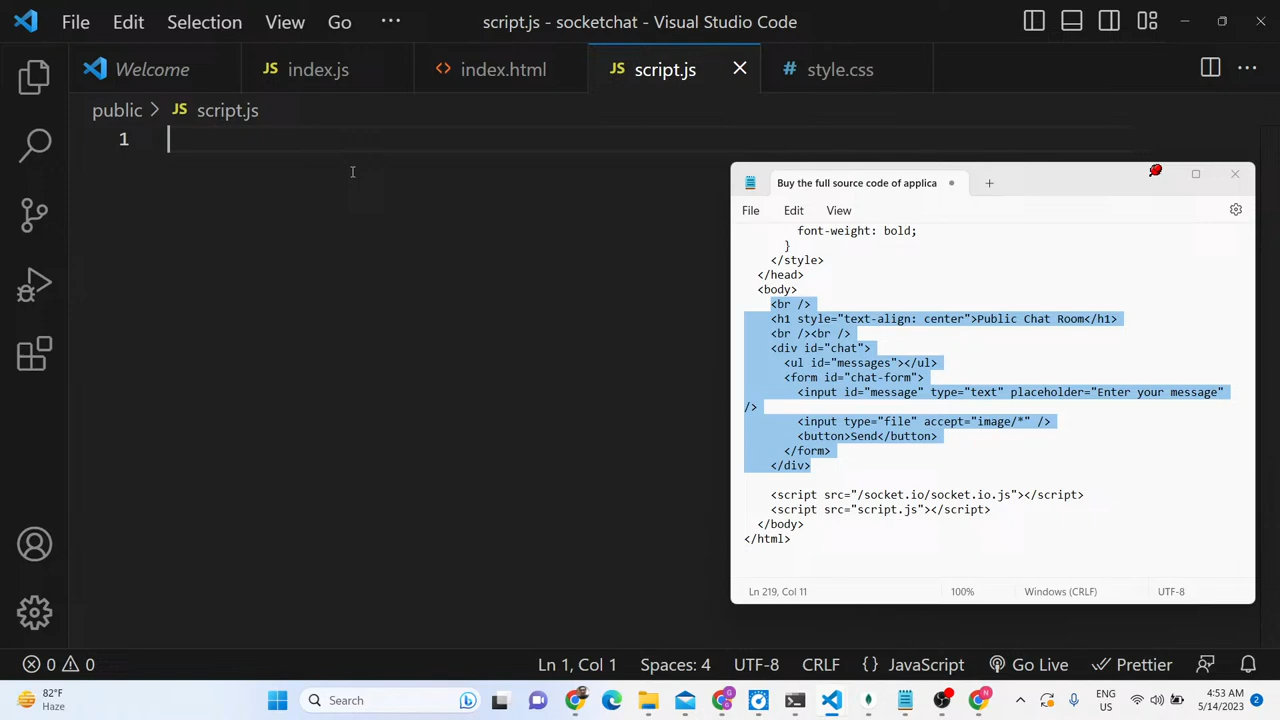 File Edit Selection View Go ··· script.js - socketchat - Visual Studio Code
Welcome JS index.js <> index.html JS script.js # style.css ···
public > JS script.js
1
Buy the full source code of applica
File Edit View
font-weight: bold;
}
</style>
</head>
<body>
<br />
<h1 style="text-align: center">Public Chat Room</h1>
<br /><br />
<div id="chat">
<ul id="messages"></ul>
<form id="chat-form">
<input id="message" type="text" placeholder="Enter your message"
/>
<input type="file" accept="image/*" />
<button>Send</button>
</form>
</div>
<script src="/socket.io/socket.io.js"></script>
<script src="script.js"></script>
</body>
</html>
Ln 219, Col 11 100% Windows (CRLF) UTF-8
0 0 Ln 1, Col 1 Spaces: 4 UTF-8 CRLF {} JavaScript Go Live Prettier
82°F
Haze
Search
G
N
ENG
US
4:53 AM
5/14/2023
2